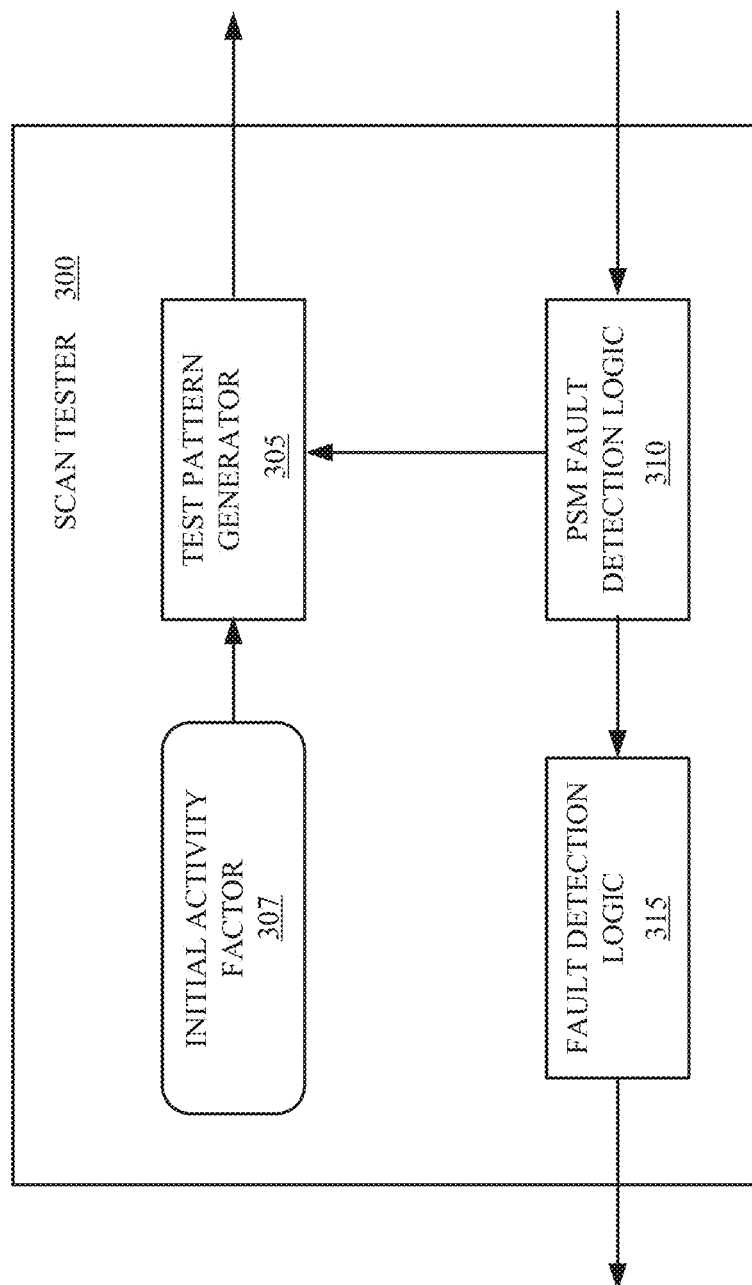 SCAN TESTER 300
INITIAL ACTIVITY
FACTOR
307
TEST PATTERN
GENERATOR
305
FAULT DETECTION
LOGIC
315
PSM FAULT
DETECTION LOGIC
310